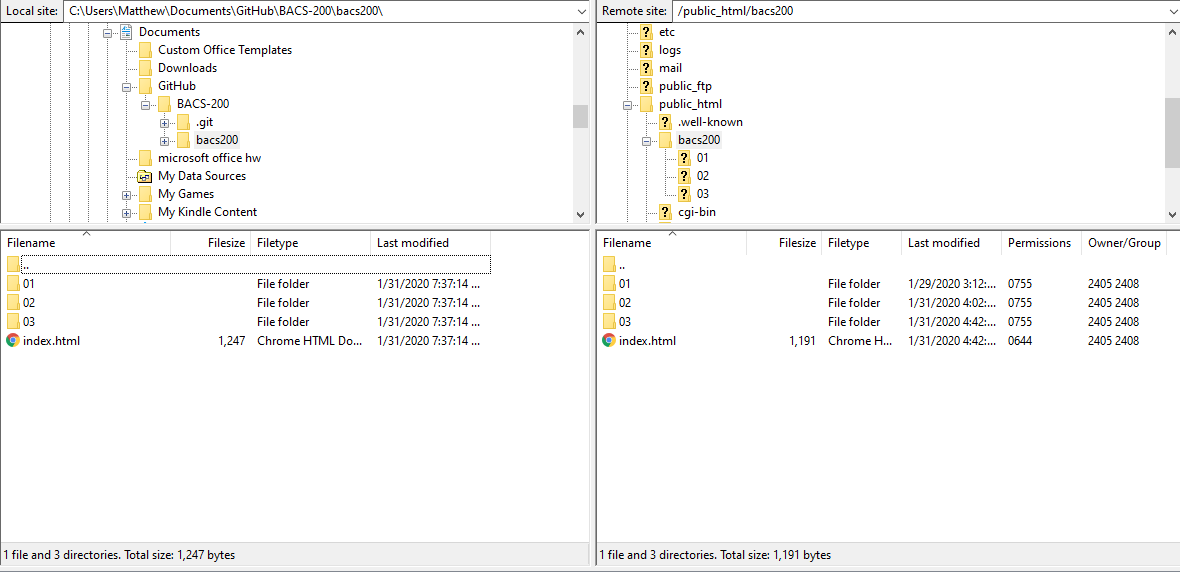 Local site: C:\Users\Matthew\Documents\GitHub\BACS-200\bacs200\
Documents
Custom Office Templates
Downloads
GitHub
BACS-200
.git
bacs200
microsoft office hw
My Data Sources
My Games
My Kindle Content
Filename Filesize Filetype Last modified
..
01 File folder 1/31/2020 7:37:14 ...
02 File folder 1/31/2020 7:37:14 ...
03 File folder 1/31/2020 7:37:14 ...
index.html 1,247 Chrome HTML Do... 1/31/2020 7:37:14 ...
1 file and 3 directories. Total size: 1,247 bytes
Remote site: /public_html/bacs200
? etc
? logs
? mail
? public_ftp
public_html
? .well-known
bacs200
? 01
? 02
? 03
? cgi-bin
Filename Filesize Filetype Last modified Permissions Owner/Group
..
01 File folder 1/29/2020 3:12:... 0755 2405 2408
02 File folder 1/31/2020 4:02:... 0755 2405 2408
03 File folder 1/31/2020 4:42:... 0755 2405 2408
index.html 1,191 Chrome H... 1/31/2020 4:42:... 0644 2405 2408
1 file and 3 directories. Total size: 1,191 bytes